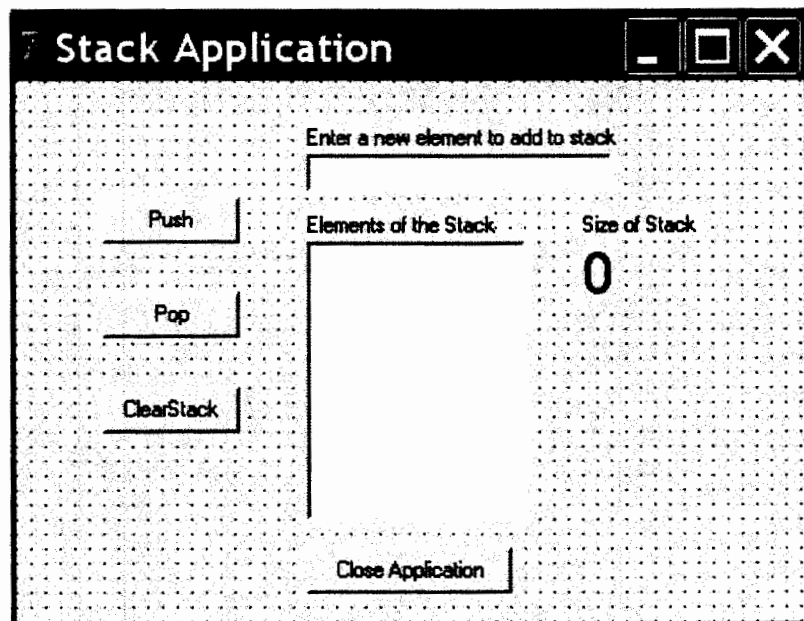 Stack Application
Enter a new element to add to stack
Push
Elements of the Stack
Size of Stack
0
Pop
ClearStack
Close Application